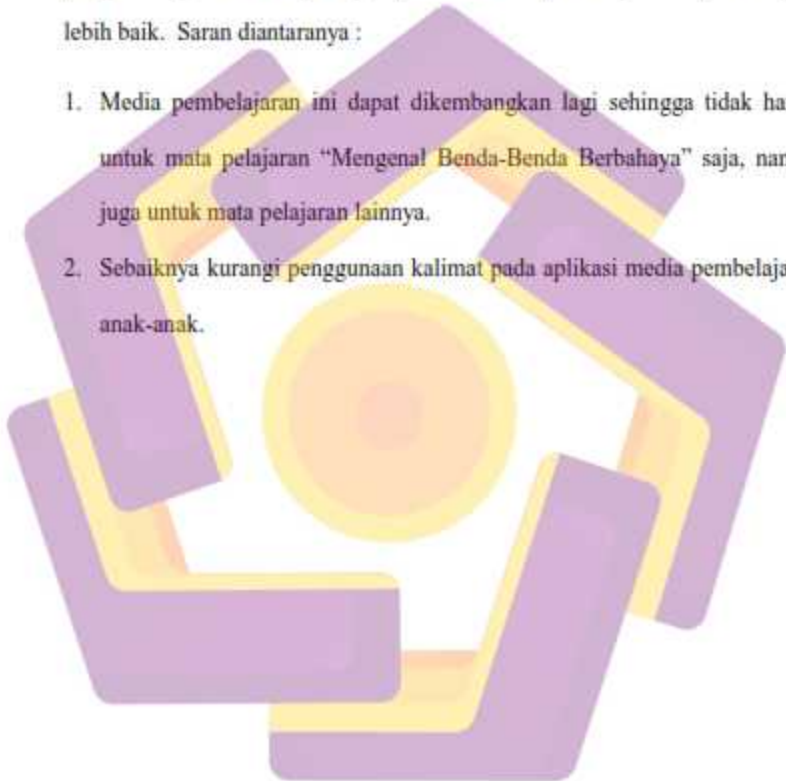 lebih baik. Saran diantaranya :
1. Media pembelajaran ini dapat dikembangkan lagi sehingga tidak ha
untuk mata pelajaran “Mengenal Benda-Benda Berbahaya” saja, nan
juga untuk mata pelajaran lainnya.
2. Sebaiknya kurangi penggunaan kalimat pada aplikasi media pembelaja
anak-anak.